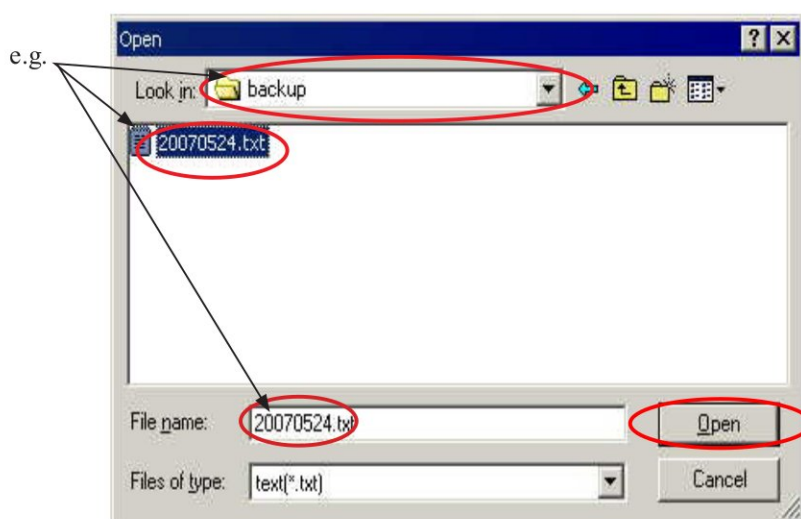 Open
e.g.
Look in: backup
20070524.txt
File name: 20070524.txt Open
Files of type: text(*.txt) Cancel